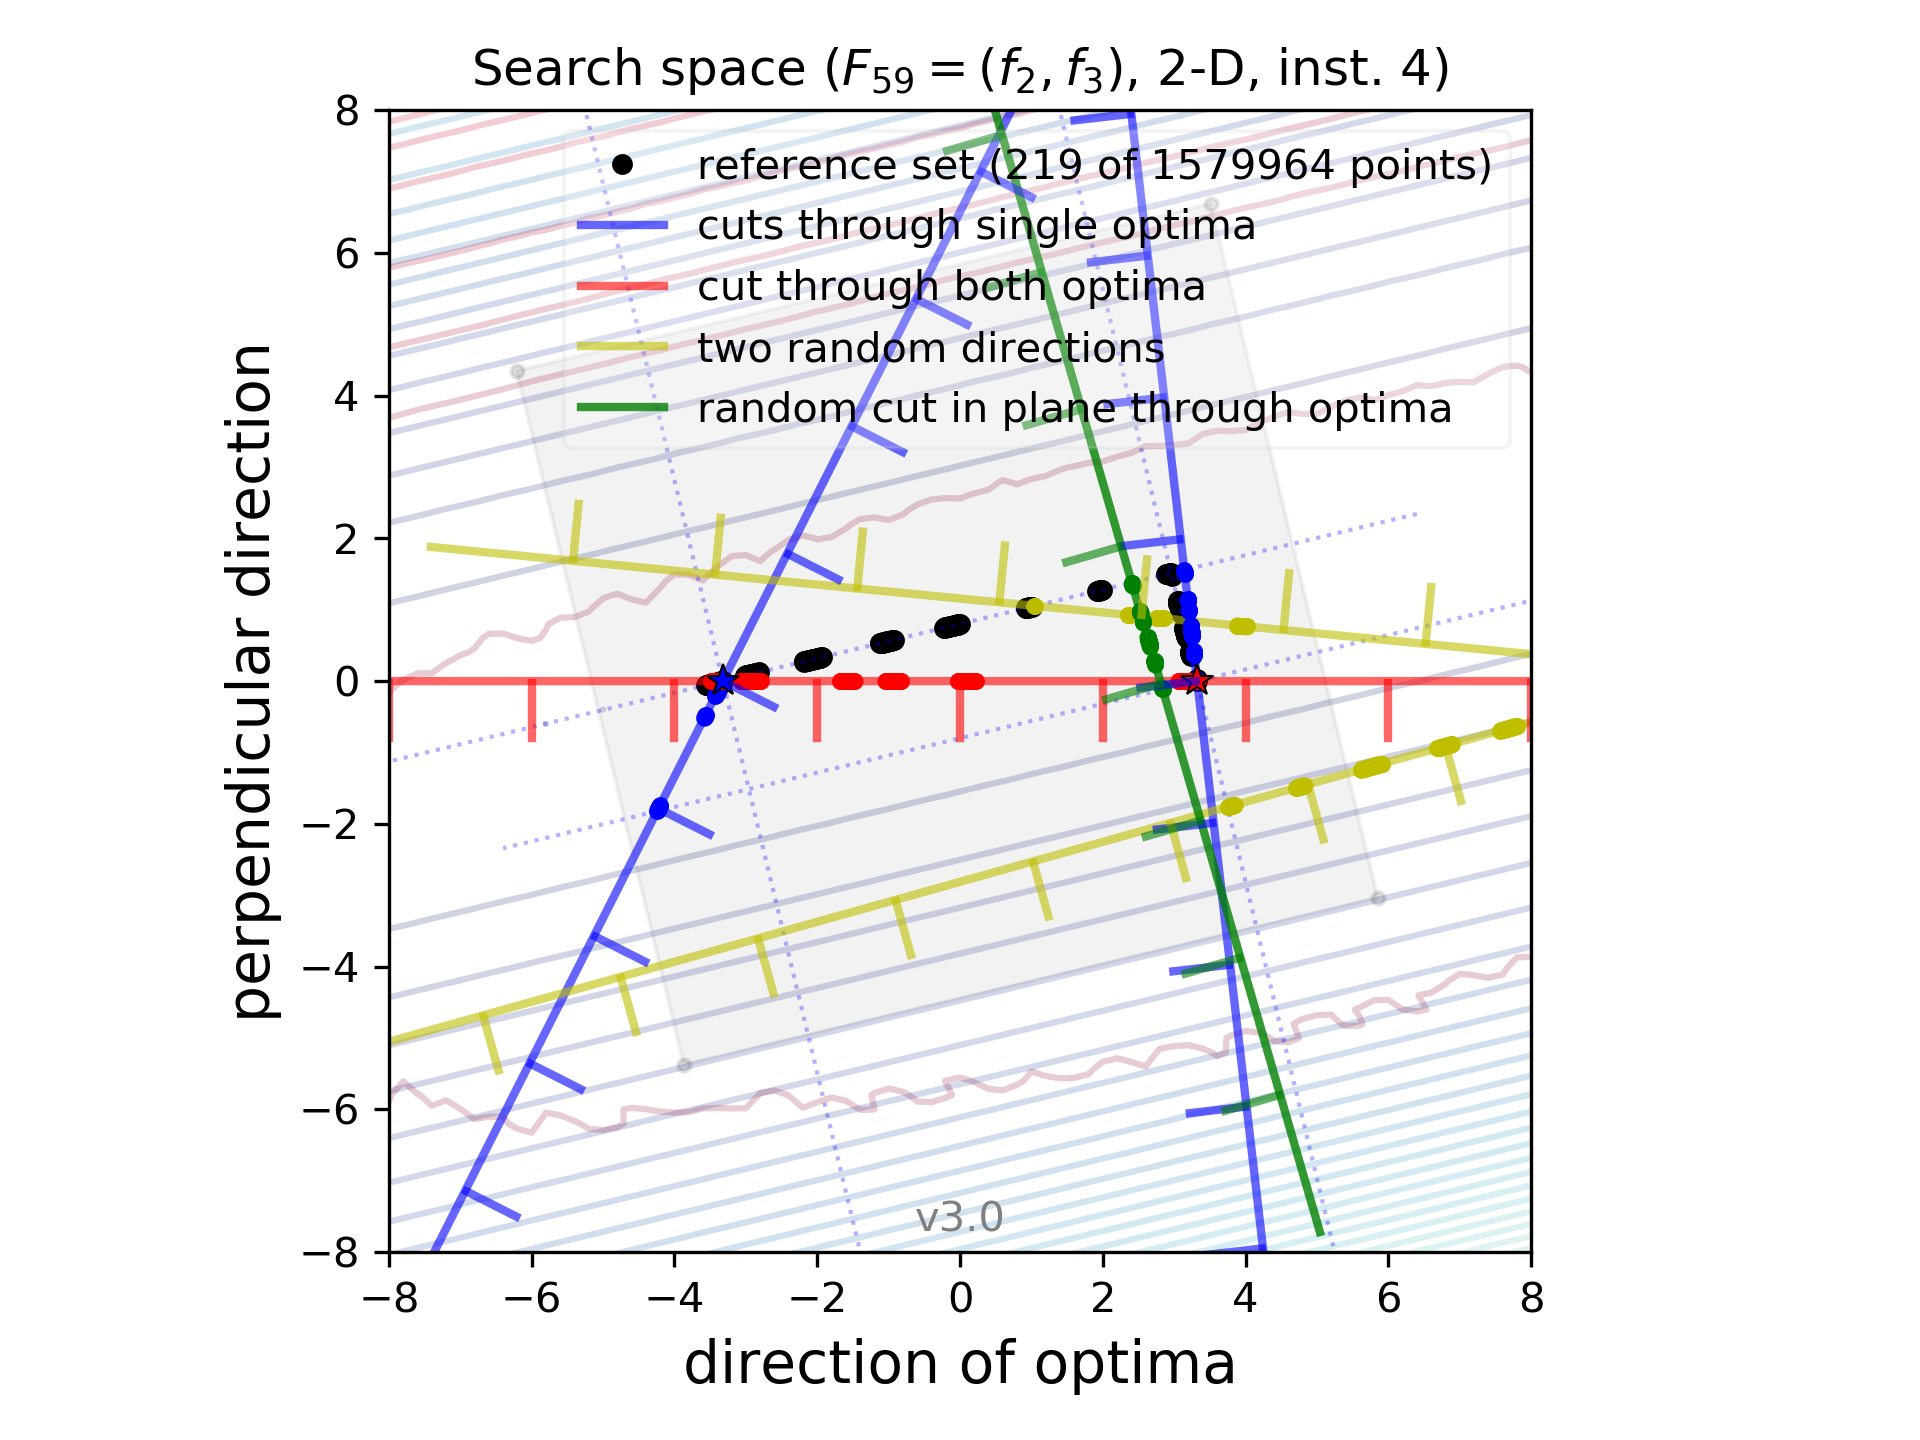 Search space (F59 = (f2, f3), 2-D, inst. 4)
8
6
4
2
0
−2
−4
−6
−8
perpendicular direction
reference set (219 of 1579964 points)
cuts through single optima
cut through both optima
two random directions
random cut in plane through optima
v3.0
−8 −6 −4 −2 0 2 4 6 8
direction of optima